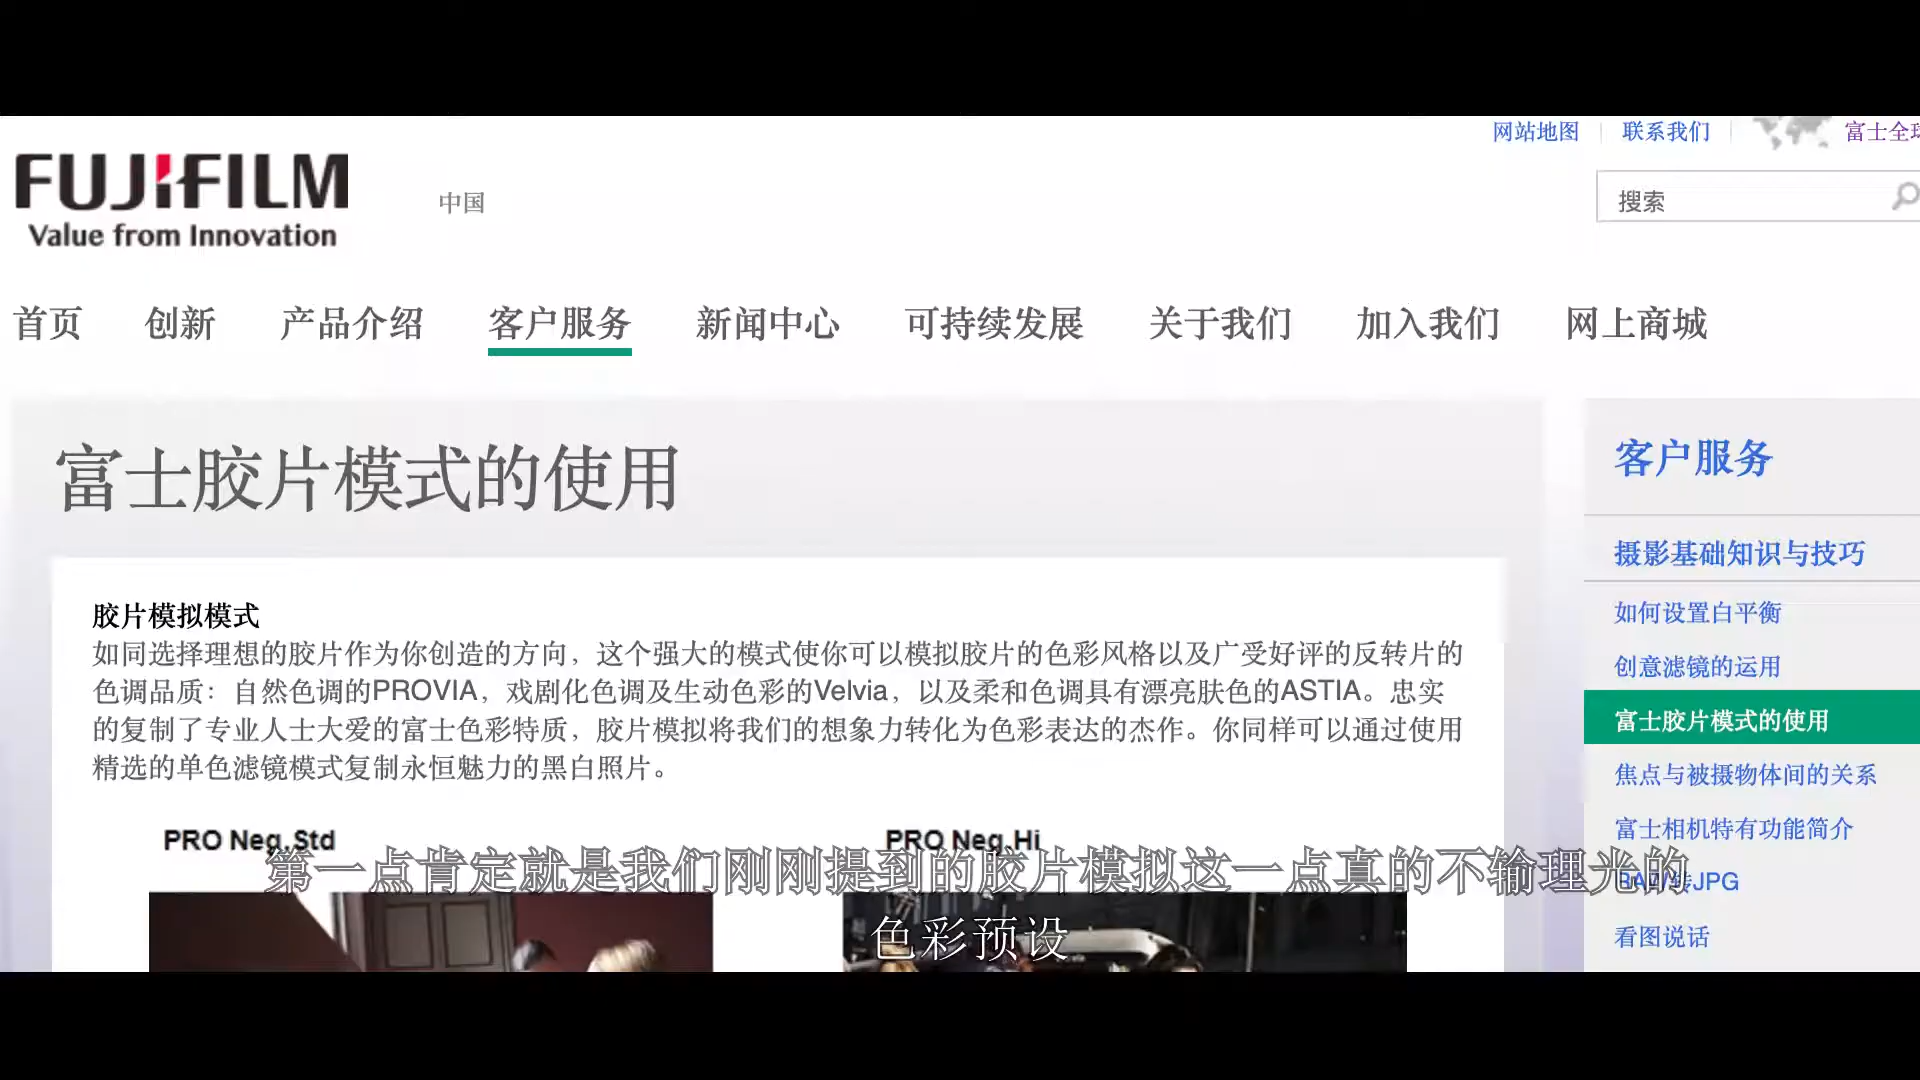 网站地图
联系我们
富士全球
FUJIFILM
Value from Innovation
中国
搜索
首页
创新
产品介绍
客户服务
新闻中心
可持续发展
关于我们
加入我们
网上商城
富士胶片模式的使用
胶片模拟模式
如同选择理想的胶片作为你创造的方向，这个强大的模式使你可以模拟胶片的色彩风格以及广受好评的反转片的
色调品质：自然色调的PROVIA，戏剧化色调及生动色彩的Velvia，以及柔和色调具有漂亮肤色的ASTIA。忠实
的复制了专业人士大爱的富士色彩特质，胶片模拟将我们的想象力转化为色彩表达的杰作。你同样可以通过使用
精选的单色滤镜模式复制永恒魅力的黑白照片。
PRO Neg.Std
PRO Neg.Hi
客户服务
摄影基础知识与技巧
如何设置白平衡
创意滤镜的运用
富士胶片模式的使用
焦点与被摄物体间的关系
富士相机特有功能简介
RAW转JPG
看图说话
第一点肯定就是我们刚刚提到的胶片模拟这一点真的不输理光的
色彩预设